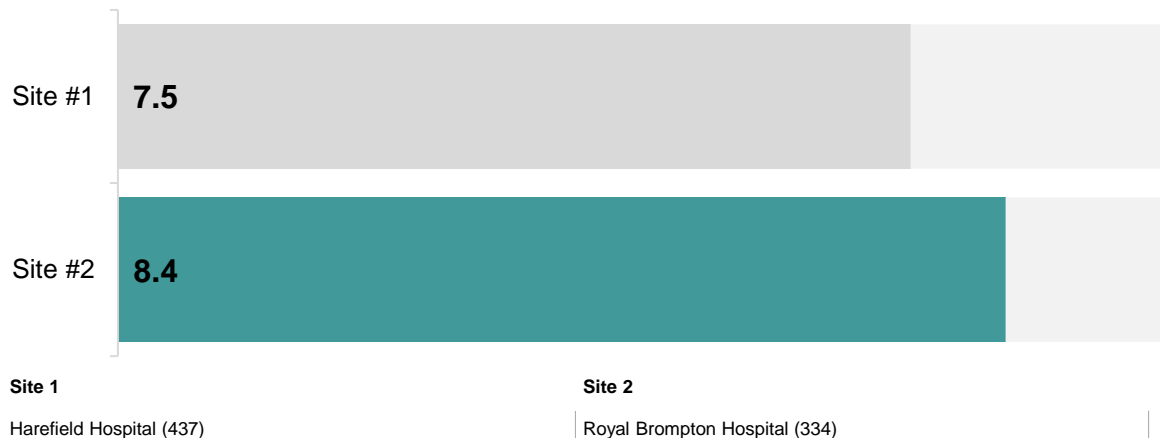 Site #1
7.5
Site #2
8.4
Site 1
Site 2
Harefield Hospital (437)
Royal Brompton Hospital (334)